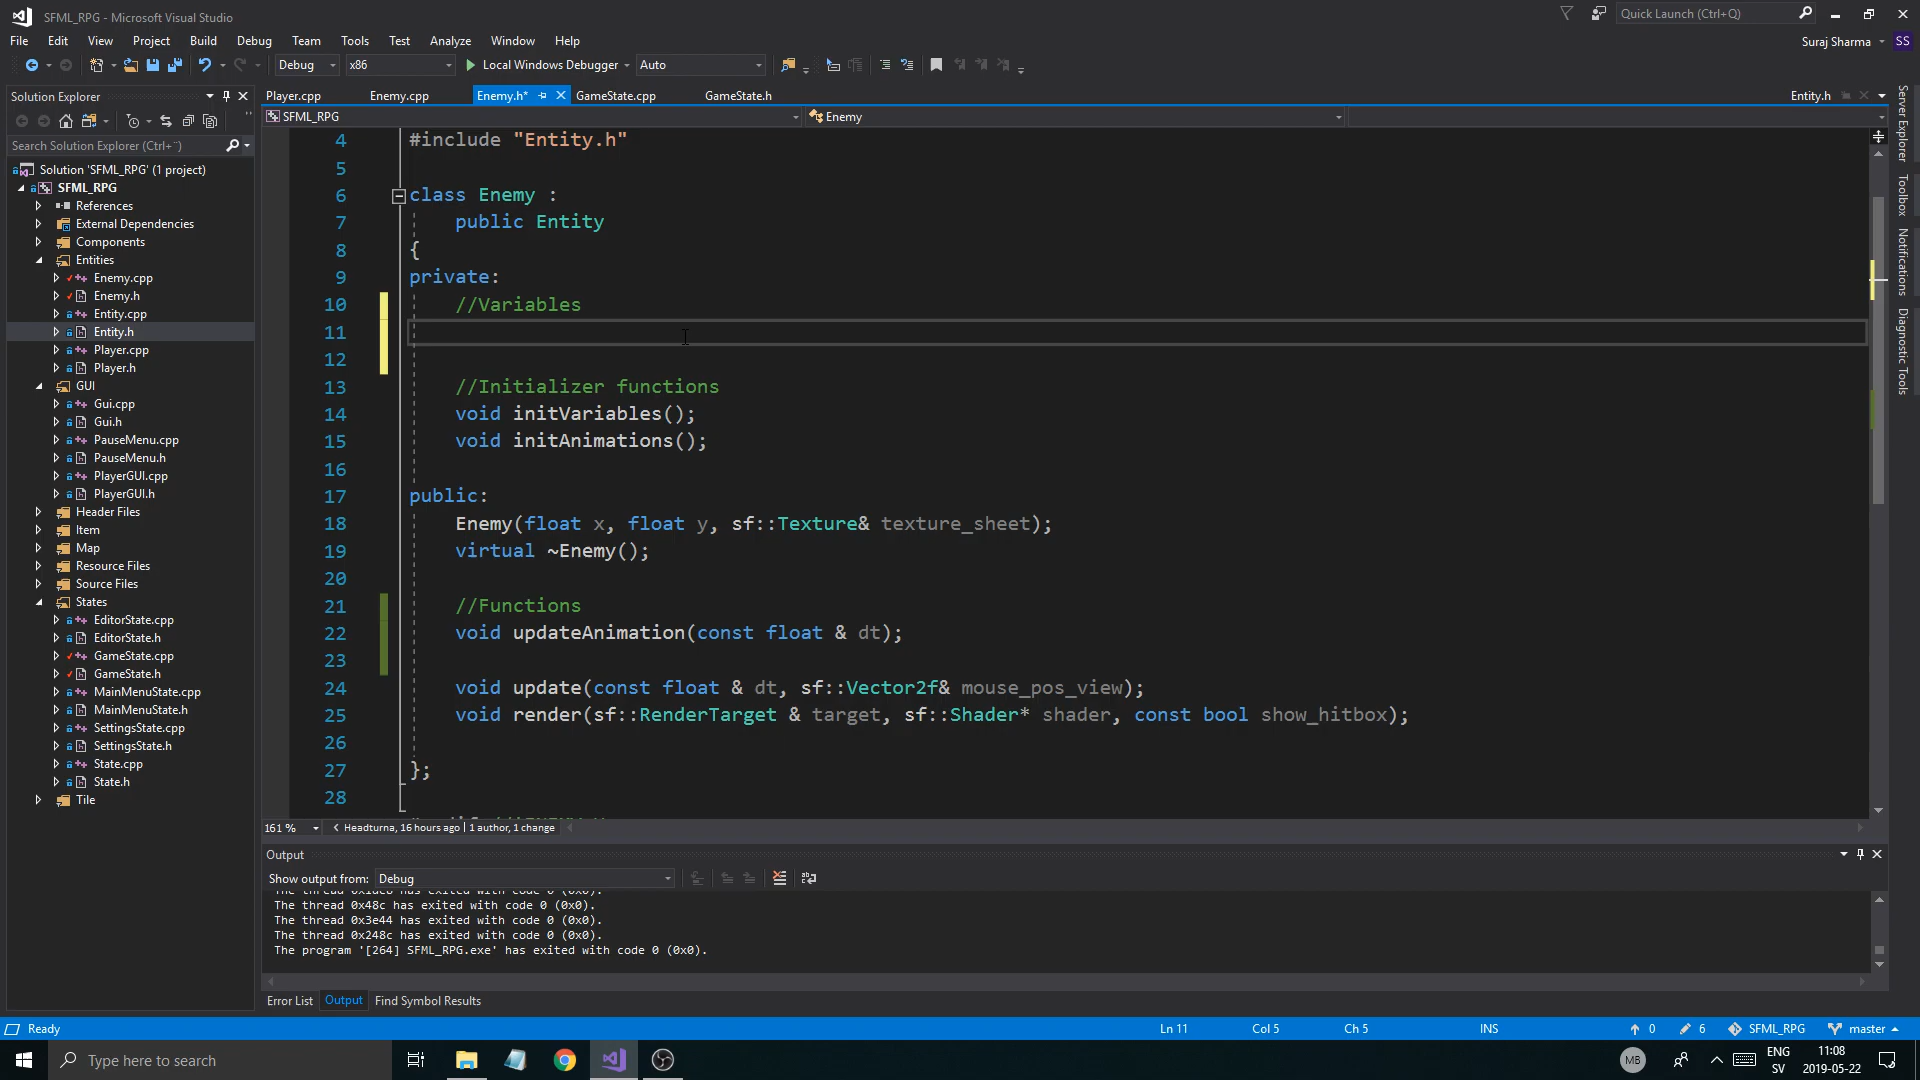 SFML_RPG - Microsoft Visual Studio
Quick Launch (Ctrl+Q)
File Edit View Project Build Debug Team Tools Test Analyze Window Help
Suraj Sharma SS
Debug x86 Local Windows Debugger Auto
Solution Explorer
Search Solution Explorer (Ctrl+¨)
Solution 'SFML_RPG' (1 project)
SFML_RPG
References
External Dependencies
Components
Entities
Enemy.cpp
Enemy.h
Entity.cpp
Entity.h
Player.cpp
Player.h
GUI
Gui.cpp
Gui.h
PauseMenu.cpp
PauseMenu.h
PlayerGUI.cpp
PlayerGUI.h
Header Files
Item
Map
Resource Files
Source Files
States
EditorState.cpp
EditorState.h
GameState.cpp
GameState.h
MainMenuState.cpp
MainMenuState.h
SettingsState.cpp
SettingsState.h
State.cpp
State.h
Tile
Player.cpp Enemy.cpp Enemy.h* GameState.cpp GameState.h Entity.h
SFML_RPG Enemy
4 #include "Entity.h"
5
6 class Enemy :
7 public Entity
8 {
9 private:
10 //Variables
11
12
13 //Initializer functions
14 void initVariables();
15 void initAnimations();
16
17 public:
18 Enemy(float x, float y, sf::Texture& texture_sheet);
19 virtual ~Enemy();
20
21 //Functions
22 void updateAnimation(const float & dt);
23
24 void update(const float & dt, sf::Vector2f& mouse_pos_view);
25 void render(sf::RenderTarget & target, sf::Shader* shader, const bool show_hitbox);
26
27 };
28
161 % Headturna, 16 hours ago | 1 author, 1 change
Output
Show output from: Debug
The thread 0x48c has exited with code 0 (0x0).
The thread 0x3e44 has exited with code 0 (0x0).
The thread 0x248c has exited with code 0 (0x0).
The program '[264] SFML_RPG.exe' has exited with code 0 (0x0).
Error List Output Find Symbol Results
Server Explorer
Toolbox
Notifications
Diagnostic Tools
Ready Ln 11 Col 5 Ch 5 INS 0 6 SFML_RPG master
Type here to search
MB
ENG
SV
11:08
2019-05-22